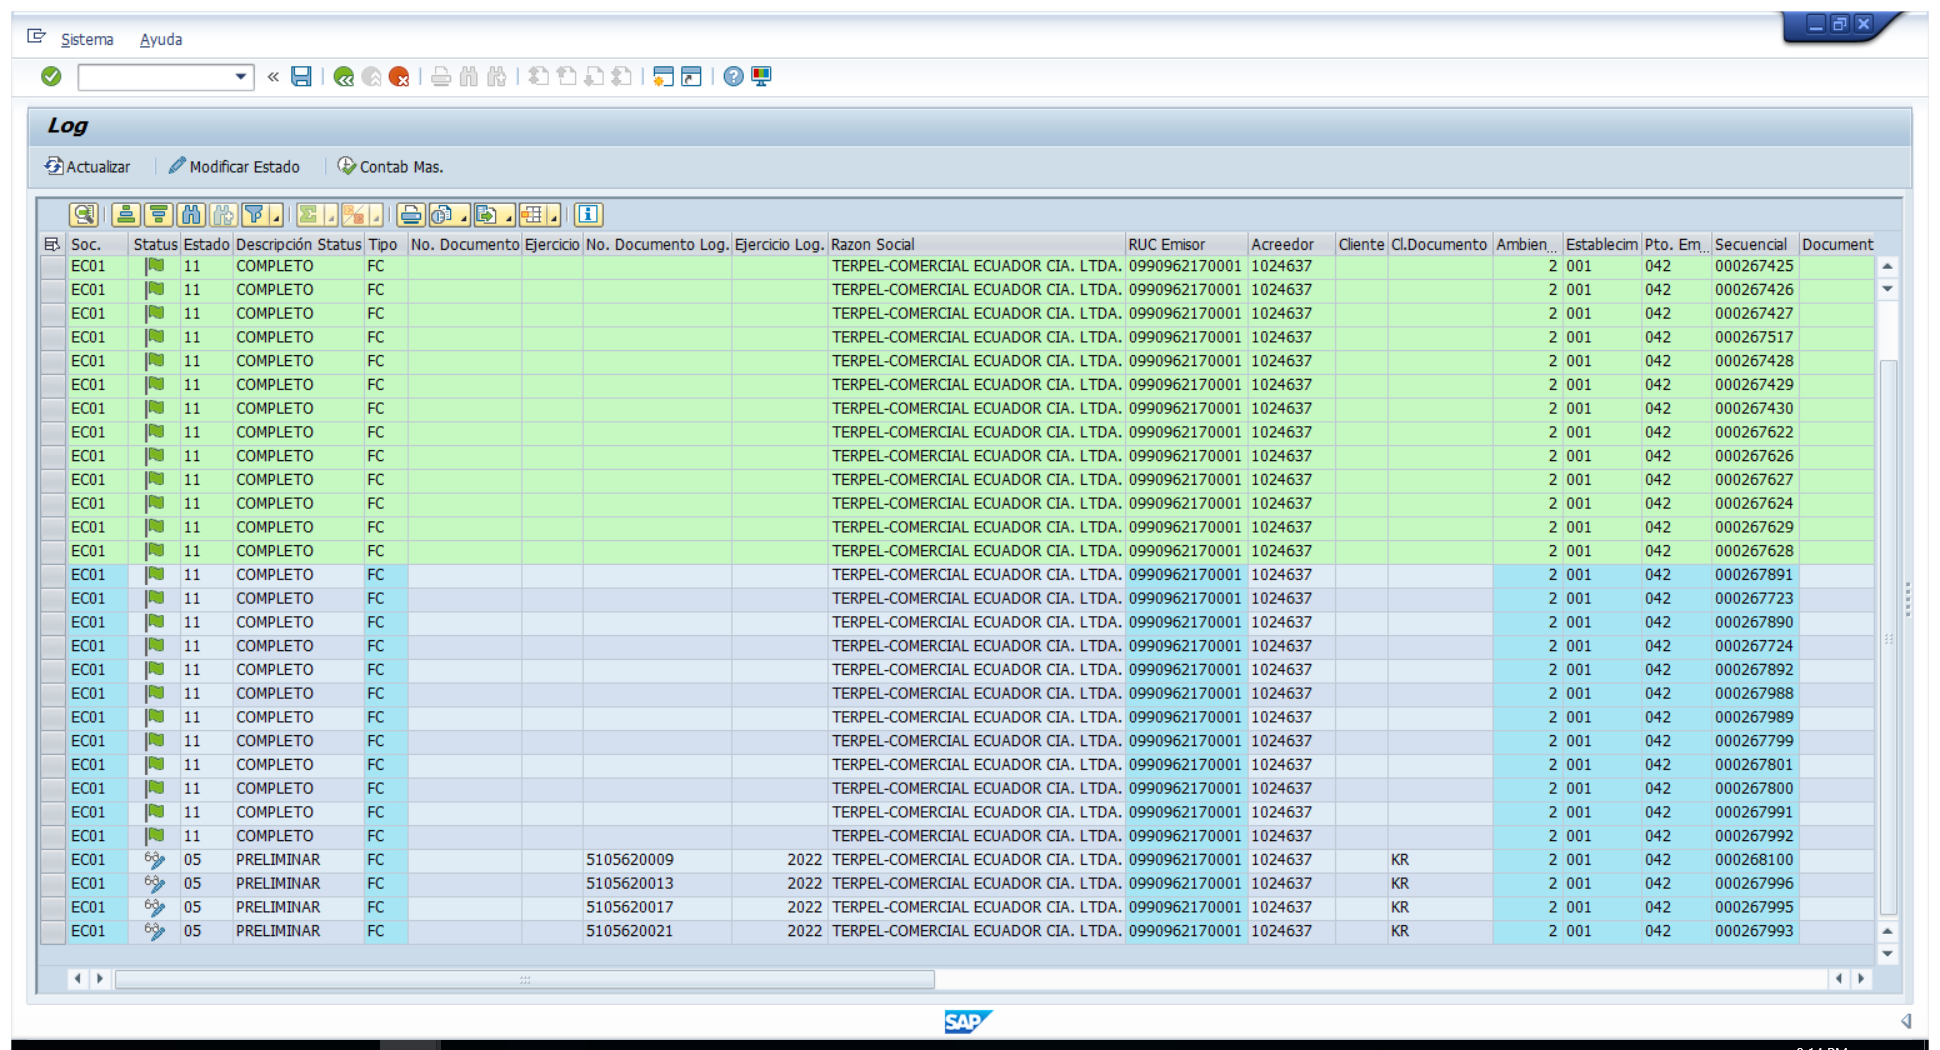 Sistema Ayuda
Log
Actualizar Modificar Estado Contab Mas.
Soc. Status Estado Descripción Status Tipo No. Documento Ejercicio No. Documento Log. Ejercicio Log. Razon Social RUC Emisor Acreedor Cliente Cl.Documento Ambien... Establecim Pto. Em... Secuencial Document
EC01 11 COMPLETO FC TERPEL-COMERCIAL ECUADOR CIA. LTDA. 0990962170001 1024637 2 001 042 000267425
EC01 11 COMPLETO FC TERPEL-COMERCIAL ECUADOR CIA. LTDA. 0990962170001 1024637 2 001 042 000267426
EC01 11 COMPLETO FC TERPEL-COMERCIAL ECUADOR CIA. LTDA. 0990962170001 1024637 2 001 042 000267427
EC01 11 COMPLETO FC TERPEL-COMERCIAL ECUADOR CIA. LTDA. 0990962170001 1024637 2 001 042 000267517
EC01 11 COMPLETO FC TERPEL-COMERCIAL ECUADOR CIA. LTDA. 0990962170001 1024637 2 001 042 000267428
EC01 11 COMPLETO FC TERPEL-COMERCIAL ECUADOR CIA. LTDA. 0990962170001 1024637 2 001 042 000267429
EC01 11 COMPLETO FC TERPEL-COMERCIAL ECUADOR CIA. LTDA. 0990962170001 1024637 2 001 042 000267430
EC01 11 COMPLETO FC TERPEL-COMERCIAL ECUADOR CIA. LTDA. 0990962170001 1024637 2 001 042 000267622
EC01 11 COMPLETO FC TERPEL-COMERCIAL ECUADOR CIA. LTDA. 0990962170001 1024637 2 001 042 000267626
EC01 11 COMPLETO FC TERPEL-COMERCIAL ECUADOR CIA. LTDA. 0990962170001 1024637 2 001 042 000267627
EC01 11 COMPLETO FC TERPEL-COMERCIAL ECUADOR CIA. LTDA. 0990962170001 1024637 2 001 042 000267624
EC01 11 COMPLETO FC TERPEL-COMERCIAL ECUADOR CIA. LTDA. 0990962170001 1024637 2 001 042 000267629
EC01 11 COMPLETO FC TERPEL-COMERCIAL ECUADOR CIA. LTDA. 0990962170001 1024637 2 001 042 000267628
EC01 11 COMPLETO FC TERPEL-COMERCIAL ECUADOR CIA. LTDA. 0990962170001 1024637 2 001 042 000267891
EC01 11 COMPLETO FC TERPEL-COMERCIAL ECUADOR CIA. LTDA. 0990962170001 1024637 2 001 042 000267723
EC01 11 COMPLETO FC TERPEL-COMERCIAL ECUADOR CIA. LTDA. 0990962170001 1024637 2 001 042 000267890
EC01 11 COMPLETO FC TERPEL-COMERCIAL ECUADOR CIA. LTDA. 0990962170001 1024637 2 001 042 000267724
EC01 11 COMPLETO FC TERPEL-COMERCIAL ECUADOR CIA. LTDA. 0990962170001 1024637 2 001 042 000267892
EC01 11 COMPLETO FC TERPEL-COMERCIAL ECUADOR CIA. LTDA. 0990962170001 1024637 2 001 042 000267988
EC01 11 COMPLETO FC TERPEL-COMERCIAL ECUADOR CIA. LTDA. 0990962170001 1024637 2 001 042 000267989
EC01 11 COMPLETO FC TERPEL-COMERCIAL ECUADOR CIA. LTDA. 0990962170001 1024637 2 001 042 000267799
EC01 11 COMPLETO FC TERPEL-COMERCIAL ECUADOR CIA. LTDA. 0990962170001 1024637 2 001 042 000267801
EC01 11 COMPLETO FC TERPEL-COMERCIAL ECUADOR CIA. LTDA. 0990962170001 1024637 2 001 042 000267800
EC01 11 COMPLETO FC TERPEL-COMERCIAL ECUADOR CIA. LTDA. 0990962170001 1024637 2 001 042 000267991
EC01 11 COMPLETO FC TERPEL-COMERCIAL ECUADOR CIA. LTDA. 0990962170001 1024637 2 001 042 000267992
EC01 05 PRELIMINAR FC 5105620009 2022 TERPEL-COMERCIAL ECUADOR CIA. LTDA. 0990962170001 1024637 KR 2 001 042 000268100
EC01 05 PRELIMINAR FC 5105620013 2022 TERPEL-COMERCIAL ECUADOR CIA. LTDA. 0990962170001 1024637 KR 2 001 042 000267996
EC01 05 PRELIMINAR FC 5105620017 2022 TERPEL-COMERCIAL ECUADOR CIA. LTDA. 0990962170001 1024637 KR 2 001 042 000267995
EC01 05 PRELIMINAR FC 5105620021 2022 TERPEL-COMERCIAL ECUADOR CIA. LTDA. 0990962170001 1024637 KR 2 001 042 000267993
SAP